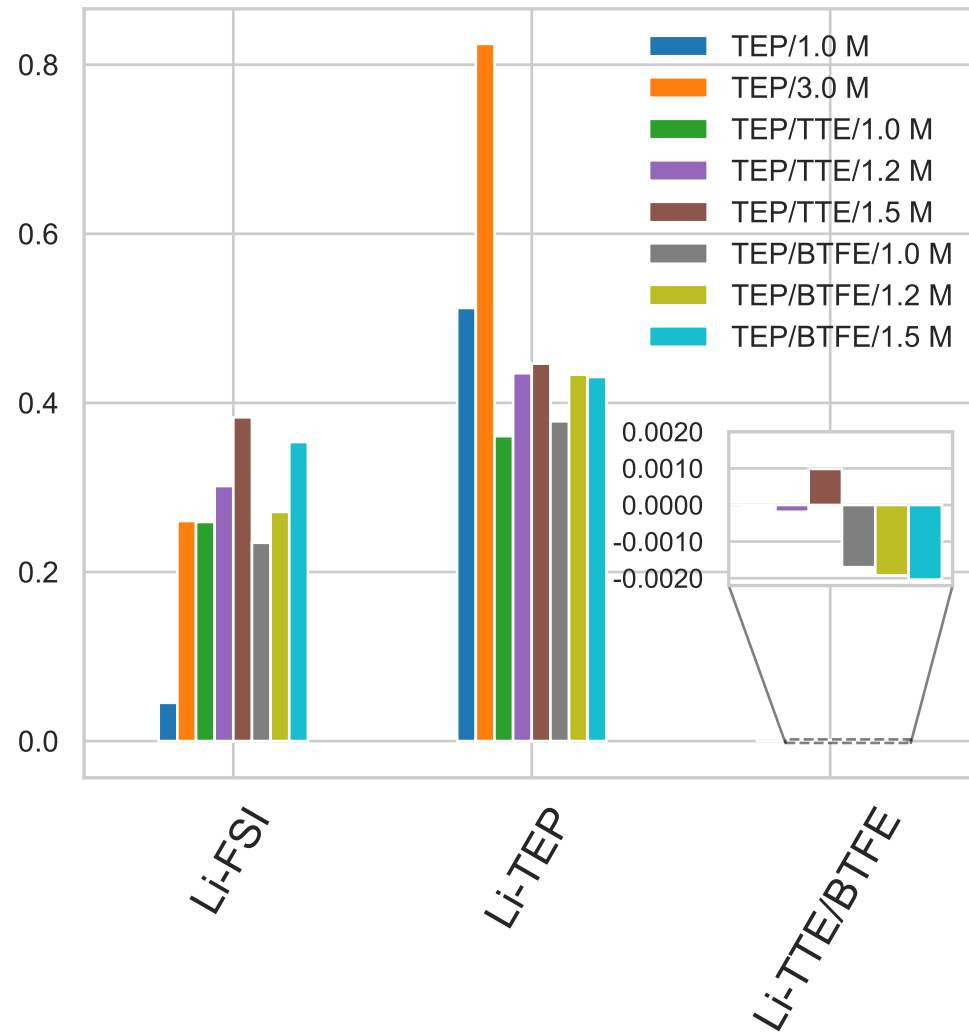 0.8
0.6
0.4
0.2
0.0
TEP/1.0 M
TEP/3.0 M
TEP/TTE/1.0 M
TEP/TTE/1.2 M
TEP/TTE/1.5 M
TEP/BTFE/1.0 M
TEP/BTFE/1.2 M
TEP/BTFE/1.5 M
0.0020
0.0010
0.0000
-0.0010
-0.0020
Li-FSI
Li-TEP
Li-TTE/BTFE